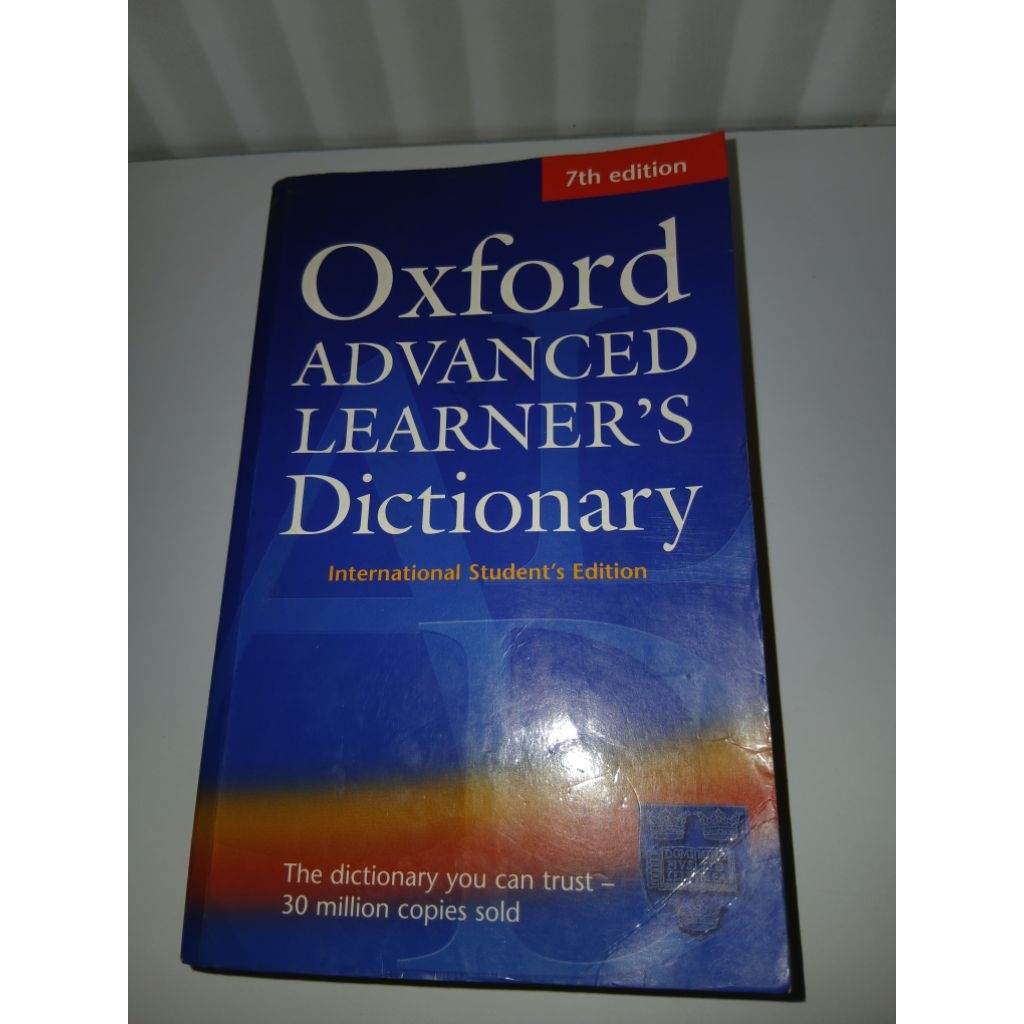 7th edition
Oxford
ADVANCED
LEARNER'S
Dictionary
International Student's Edition
The dictionary you can trust –
30 million copies sold